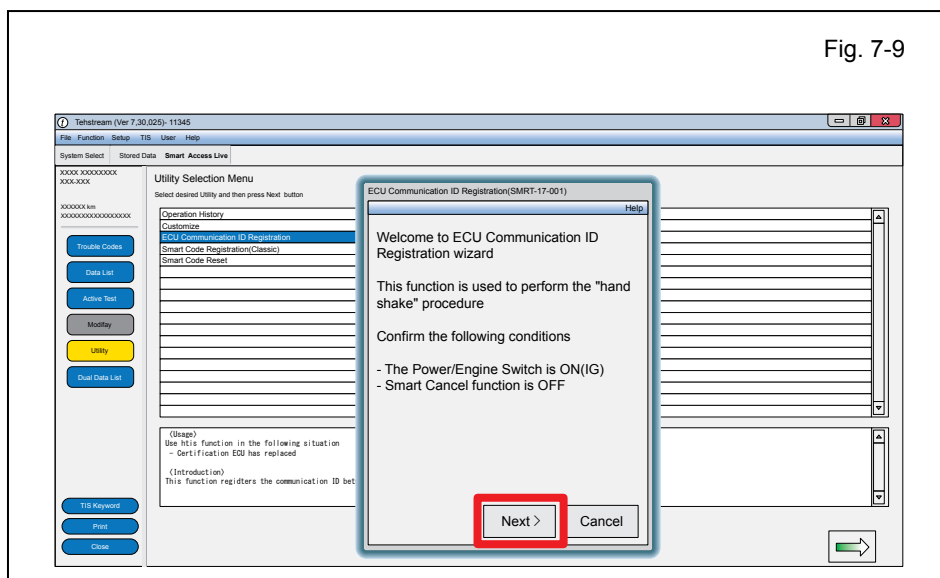 Fig. 7-9
Tehstream (Ver 7,30,025)- 11345
File Function Setup TIS User Help
System Select Stored Data Smart Access Live
XXXX XXXXXXXX
XXX-XXX
XXXXXX km
XXXXXXXXXXXXXXXXX
Trouble Codes
Data List
Active Test
Modifay
Utility
Dual Data List
TIS Keyword
Print
Close
Utility Selection Menu
Select desired Utility and then press Next button
Operation History
Customize
ECU Communication ID Registration
Smart Code Registration(Classic)
Smart Code Reset
(Usage)
Use htis function in the following situation
- Certification ECU has replaced
(Introduction)
This function regidters the communication ID bet
ECU Communication ID Registration(SMRT-17-001)
Help
Welcome to ECU Communication ID
Registration wizard
This function is used to perform the "hand
shake" procedure
Confirm the following conditions
- The Power/Engine Switch is ON(IG)
- Smart Cancel function is OFF
Next >
Cancel